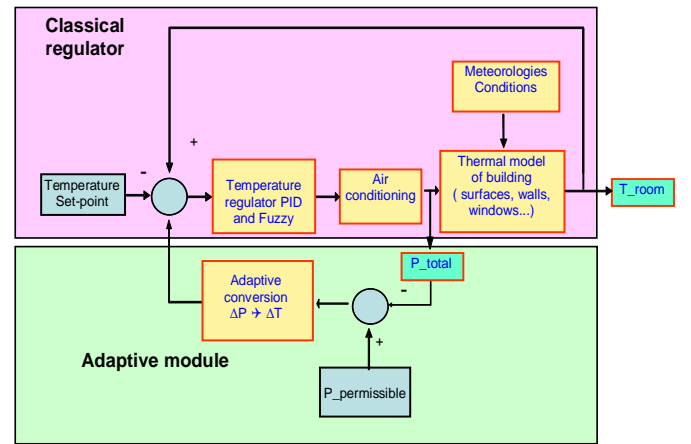 Classical
regulator
Meteorologies
Conditions
+
-
Temperature
Set-point
Temperature
regulator PID
and Fuzzy
Air
conditioning
Thermal model
of building
( surfaces, walls,
windows...)
T_room
P_total
Adaptive
conversion
ΔP ➔ ΔT
-
+
Adaptive module
P_permissible